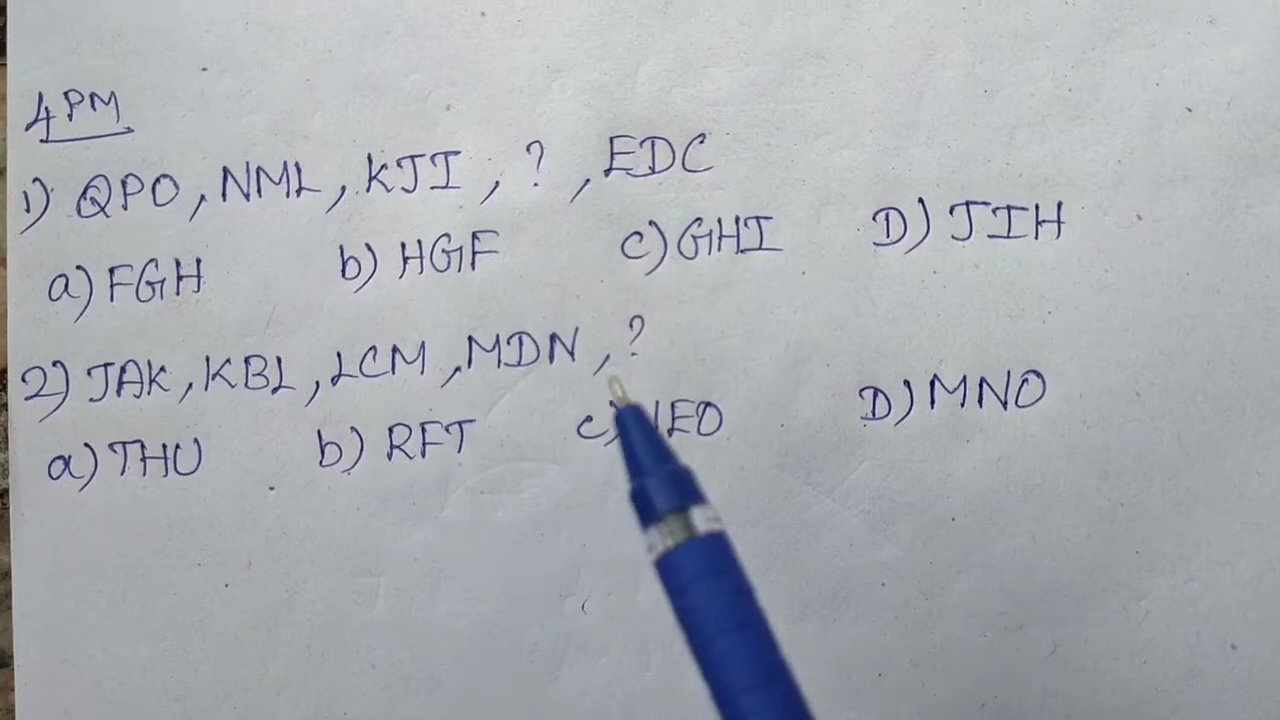 4PM
1) QPO, NML, KJI, ?, EDC
a) FGH b) HGF c) GHI D) JIH
2) JAK, KBL, LCM, MDN, ?
a) THU b) RFT c) D) MNO